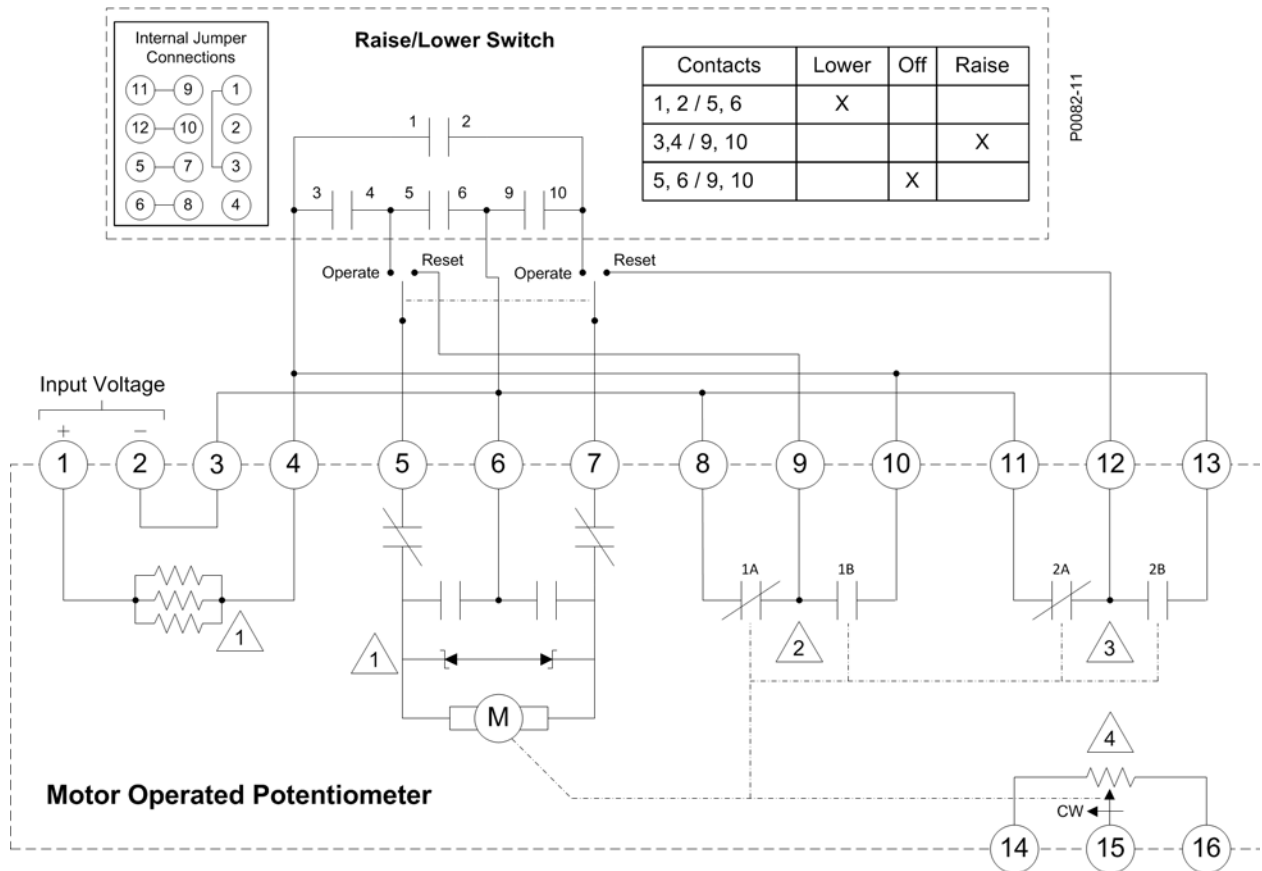 Internal Jumper
Connections
11 9 1
12 10 2
5 7 3
6 8 4
Raise/Lower Switch
Contacts Lower Off Raise
1, 2 / 5, 6 X
3,4 / 9, 10 X
5, 6 / 9, 10 X
P0082-11
1 2
3 4 5 6 9 10
Operate Reset Operate Reset
Input Voltage
+ −
1 2 3 4 5 6 7 8 9 10 11 12 13
1A 1B 2A 2B
1 1 2 3
M
4
Motor Operated Potentiometer
CW
14 15 16